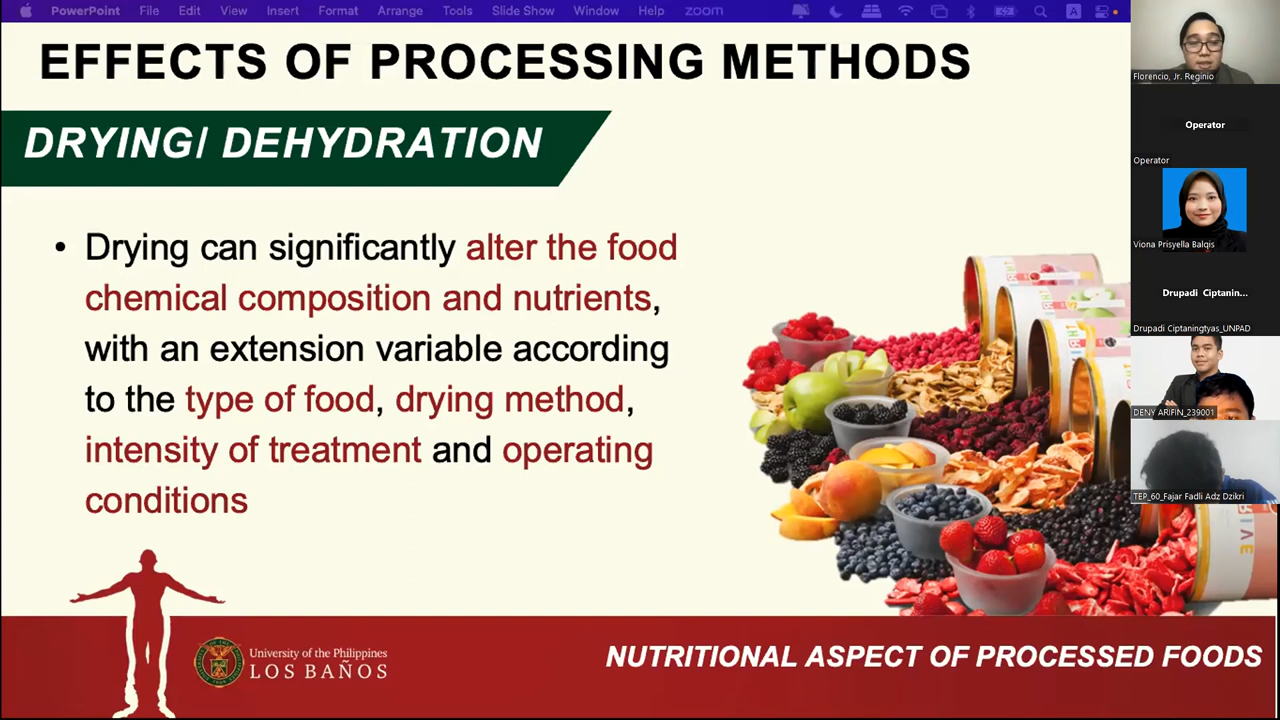 PowerPoint File Edit View Insert Format Arrange Tools Slide Show Window Help zoom A
EFFECTS OF PROCESSING METHODS
DRYING/ DEHYDRATION
• Drying can significantly alter the food
chemical composition and nutrients,
with an extension variable according
to the type of food, drying method,
intensity of treatment and operating
conditions
University of the Philippines
LOS BAÑOS
NUTRITIONAL ASPECT OF PROCESSED FOODS
Florencio, Jr. Reginio
Operator
Operator
Viona Prisyella Balqis
Drupadi Ciptanin...
Drupadi Ciptaningtyas_UNPAD
DENY ARIFIN_239001
TEP_60_Fajar Fadli Adz Dzikri